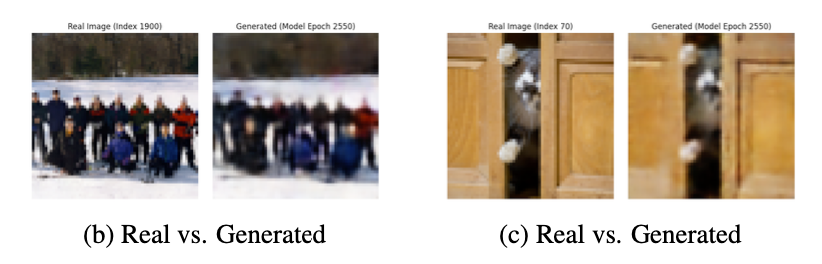 Real Image (Index 1900)
Generated (Model Epoch 2550)
Real Image (Index 70)
Generated (Model Epoch 2550)
(b) Real vs. Generated
(c) Real vs. Generated